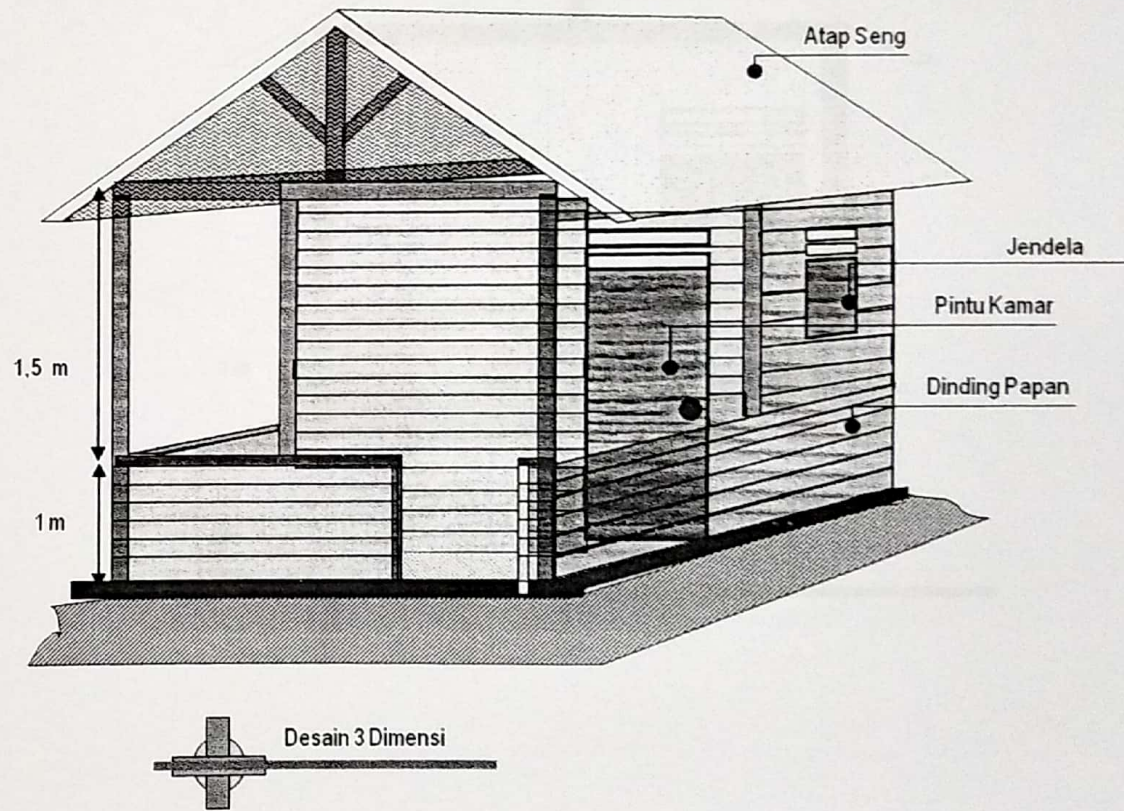 Atap Seng
Jendela
Pintu Kamar
1,5 m
Dinding Papan
1 m
Desain 3 Dimensi